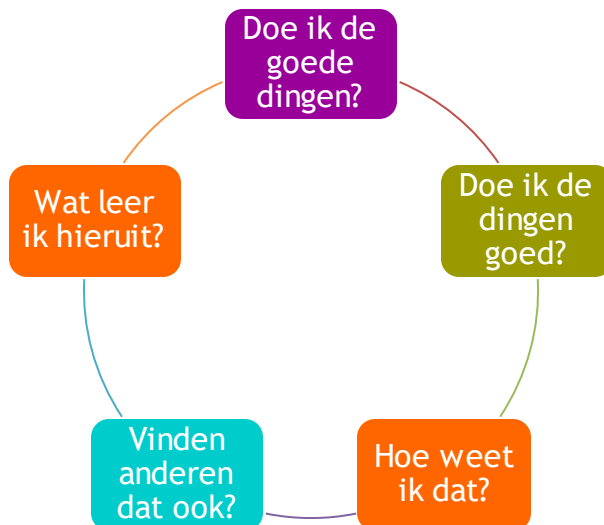 Doe ik de
goede
dingen?
Doe ik de
dingen
goed?
Hoe weet
ik dat?
Vinden
anderen
dat ook?
Wat leer
ik hieruit?